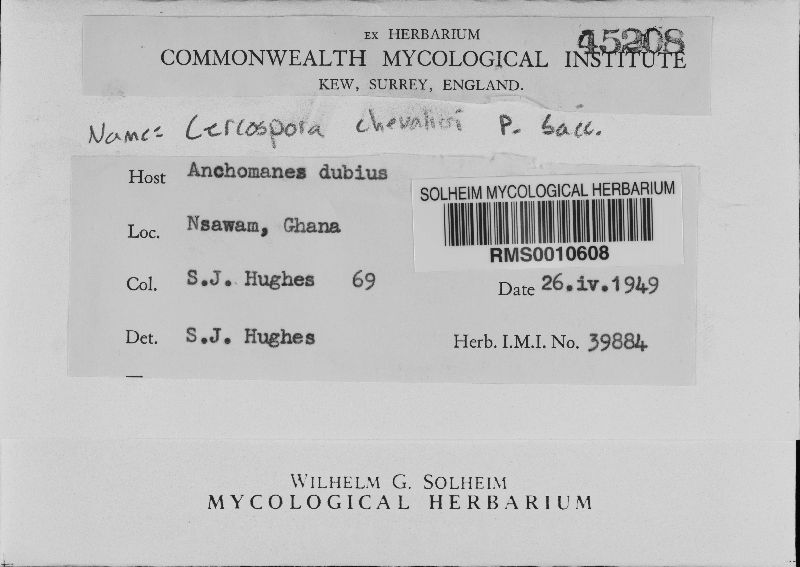 EX HERBARIUM
45208
COMMONWEALTH MYCOLOGICAL INSTITUTE
KEW, SURREY, ENGLAND.
Name: Cercospora chevalieri P. Sacc.
Host Anchomanes dubius
SOLHEIM MYCOLOGICAL HERBARIUM
RMS0010608
Loc. Nsawam, Ghana
Col. S.J. Hughes 69
Date 26.iv.1949
Det. S.J. Hughes
Herb. I.M.I. No. 39884
WILHELM G. SOLHEIM
MYCOLOGICAL HERBARIUM